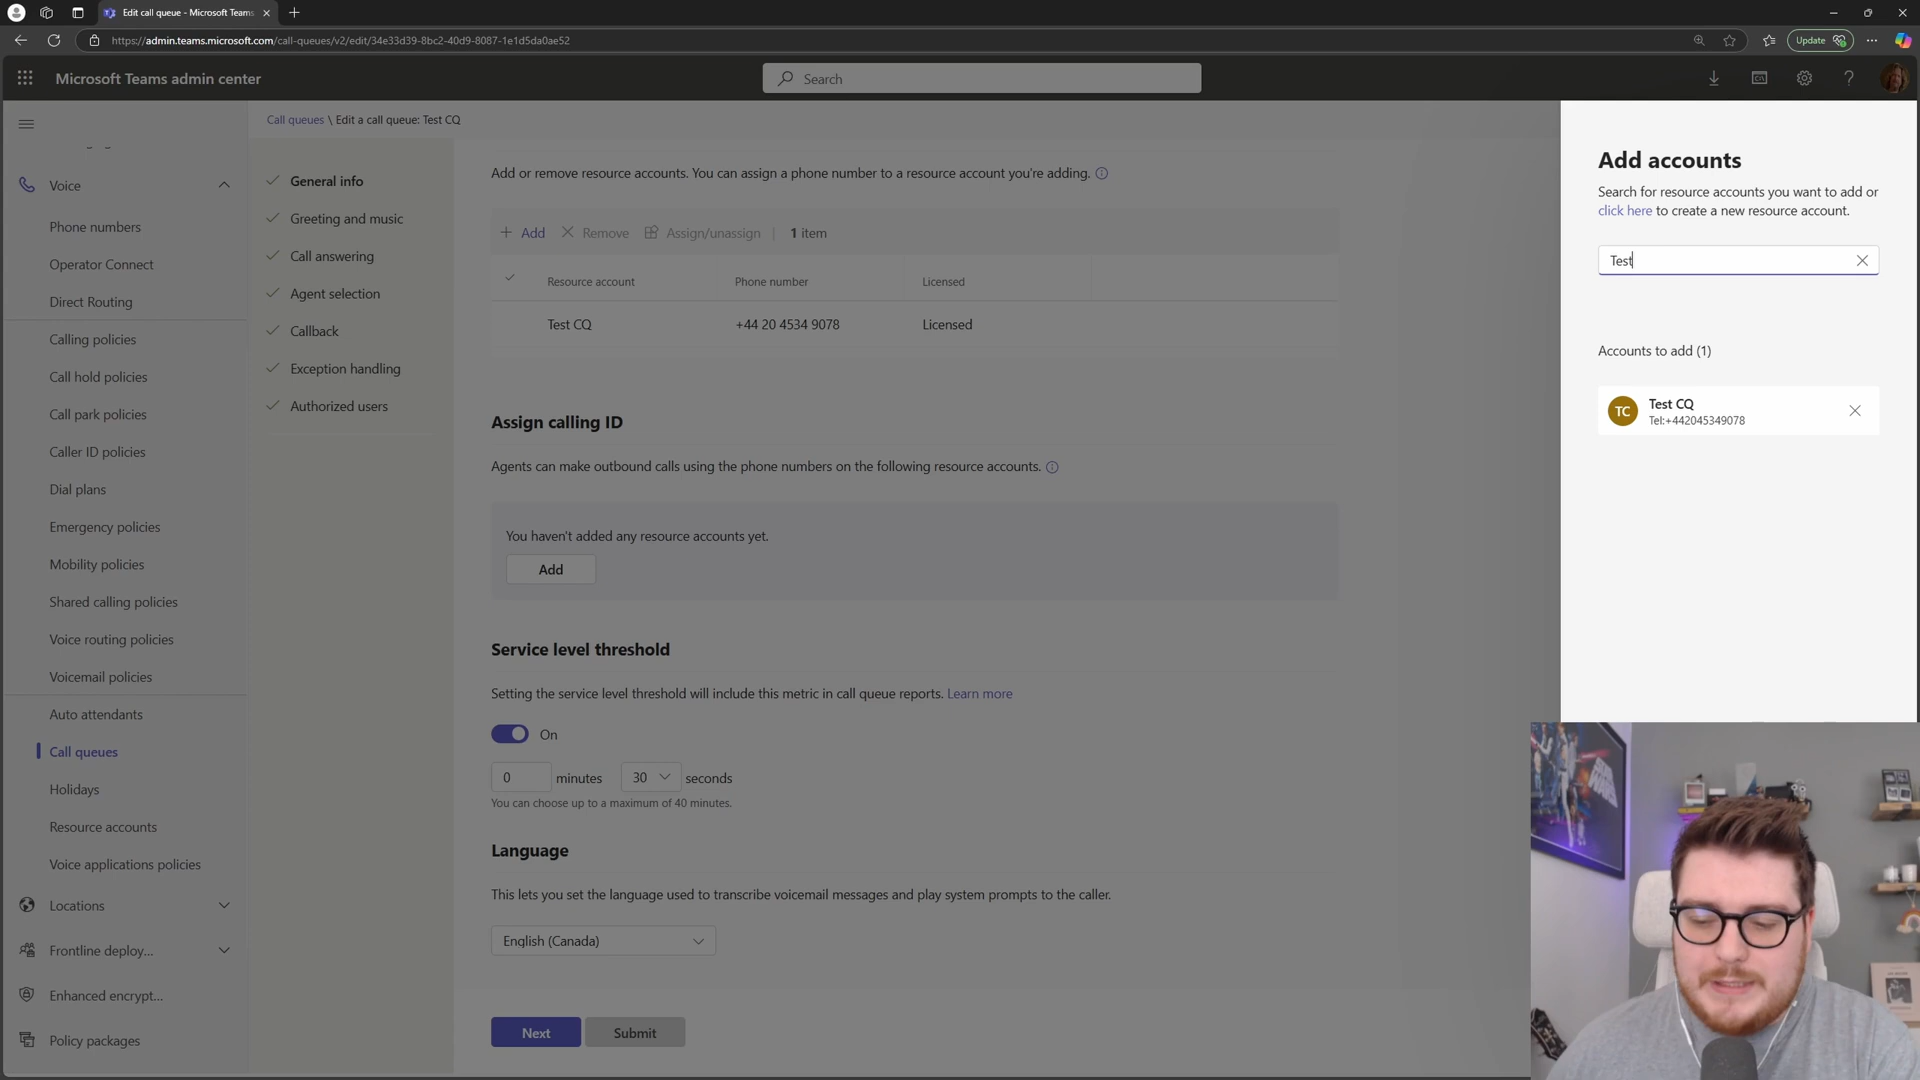 Edit call queue - Microsoft Teams
https://admin.teams.microsoft.com/call-queues/v2/edit/34e33d39-8bc2-40d9-8087-1e1d5da0ae52
Update
Microsoft Teams admin center
Search
Voice
Phone numbers
Operator Connect
Direct Routing
Calling policies
Call hold policies
Call park policies
Caller ID policies
Dial plans
Emergency policies
Mobility policies
Shared calling policies
Voice routing policies
Voicemail policies
Auto attendants
Call queues
Holidays
Resource accounts
Voice applications policies
Locations
Frontline deploy...
Enhanced encrypt...
Policy packages
Call queues \ Edit a call queue: Test CQ
General info
Greeting and music
Call answering
Agent selection
Callback
Exception handling
Authorized users
Add or remove resource accounts. You can assign a phone number to a resource account you're adding.
+ Add Remove Assign/unassign | 1 item
Resource account Phone number Licensed
Test CQ +44 20 4534 9078 Licensed
Assign calling ID
Agents can make outbound calls using the phone numbers on the following resource accounts.
You haven't added any resource accounts yet.
Add
Service level threshold
Setting the service level threshold will include this metric in call queue reports. Learn more
On
0 minutes 30 seconds
You can choose up to a maximum of 40 minutes.
Language
This lets you set the language used to transcribe voicemail messages and play system prompts to the caller.
English (Canada)
Next Submit
Add accounts
Search for resource accounts you want to add or
click here to create a new resource account.
Test
Accounts to add (1)
TC
Test CQ
Tel:+442045349078